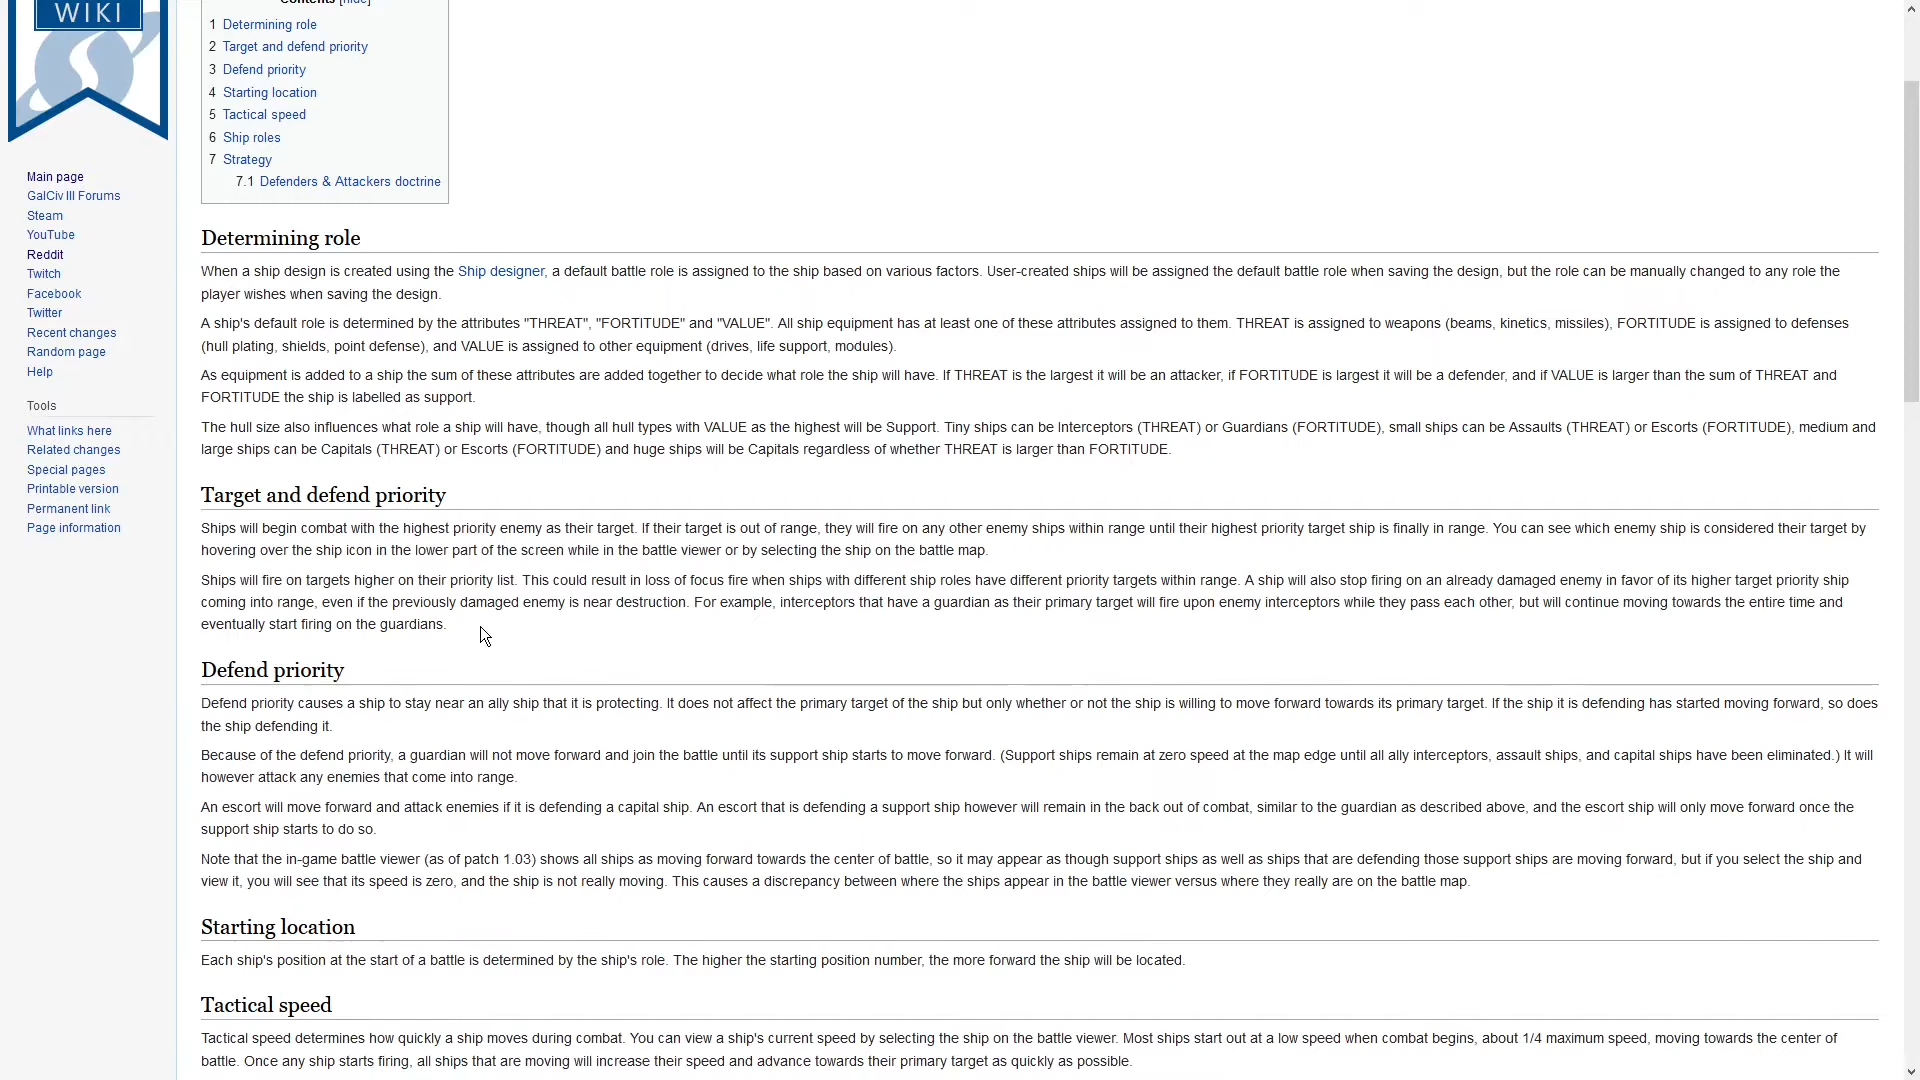 WIKI
Contents [hide]
1 Determining role
2 Target and defend priority
3 Defend priority
4 Starting location
5 Tactical speed
6 Ship roles
7 Strategy
7.1 Defenders & Attackers doctrine
Main page
GalCiv III Forums
Steam
YouTube
Reddit
Twitch
Facebook
Twitter
Recent changes
Random page
Help
Tools
What links here
Related changes
Special pages
Printable version
Permanent link
Page information
Determining role
When a ship design is created using the Ship designer, a default battle role is assigned to the ship based on various factors. User-created ships will be assigned the default battle role when saving the design, but the role can be manually changed to any role the
player wishes when saving the design.
A ship's default role is determined by the attributes "THREAT", "FORTITUDE" and "VALUE". All ship equipment has at least one of these attributes assigned to them. THREAT is assigned to weapons (beams, kinetics, missiles), FORTITUDE is assigned to defenses
(hull plating, shields, point defense), and VALUE is assigned to other equipment (drives, life support, modules).
As equipment is added to a ship the sum of these attributes are added together to decide what role the ship will have. If THREAT is the largest it will be an attacker, if FORTITUDE is largest it will be a defender, and if VALUE is larger than the sum of THREAT and
FORTITUDE the ship is labelled as support.
The hull size also influences what role a ship will have, though all hull types with VALUE as the highest will be Support. Tiny ships can be Interceptors (THREAT) or Guardians (FORTITUDE), small ships can be Assaults (THREAT) or Escorts (FORTITUDE), medium and
large ships can be Capitals (THREAT) or Escorts (FORTITUDE) and huge ships will be Capitals regardless of whether THREAT is larger than FORTITUDE.
Target and defend priority
Ships will begin combat with the highest priority enemy as their target. If their target is out of range, they will fire on any other enemy ships within range until their highest priority target ship is finally in range. You can see which enemy ship is considered their target by
hovering over the ship icon in the lower part of the screen while in the battle viewer or by selecting the ship on the battle map.
Ships will fire on targets higher on their priority list. This could result in loss of focus fire when ships with different ship roles have different priority targets within range. A ship will also stop firing on an already damaged enemy in favor of its higher target priority ship
coming into range, even if the previously damaged enemy is near destruction. For example, interceptors that have a guardian as their primary target will fire upon enemy interceptors while they pass each other, but will continue moving towards the entire time and
eventually start firing on the guardians.
Defend priority
Defend priority causes a ship to stay near an ally ship that it is protecting. It does not affect the primary target of the ship but only whether or not the ship is willing to move forward towards its primary target. If the ship it is defending has started moving forward, so does
the ship defending it.
Because of the defend priority, a guardian will not move forward and join the battle until its support ship starts to move forward. (Support ships remain at zero speed at the map edge until all ally interceptors, assault ships, and capital ships have been eliminated.) It will
however attack any enemies that come into range.
An escort will move forward and attack enemies if it is defending a capital ship. An escort that is defending a support ship however will remain in the back out of combat, similar to the guardian as described above, and the escort ship will only move forward once the
support ship starts to do so.
Note that the in-game battle viewer (as of patch 1.03) shows all ships as moving forward towards the center of battle, so it may appear as though support ships as well as ships that are defending those support ships are moving forward, but if you select the ship and
view it, you will see that its speed is zero, and the ship is not really moving. This causes a discrepancy between where the ships appear in the battle viewer versus where they really are on the battle map.
Starting location
Each ship's position at the start of a battle is determined by the ship's role. The higher the starting position number, the more forward the ship will be located.
Tactical speed
Tactical speed determines how quickly a ship moves during combat. You can view a ship's current speed by selecting the ship on the battle viewer. Most ships start out at a low speed when combat begins, about 1/4 maximum speed, moving towards the center of
battle. Once any ship starts firing, all ships that are moving will increase their speed and advance towards their primary target as quickly as possible.